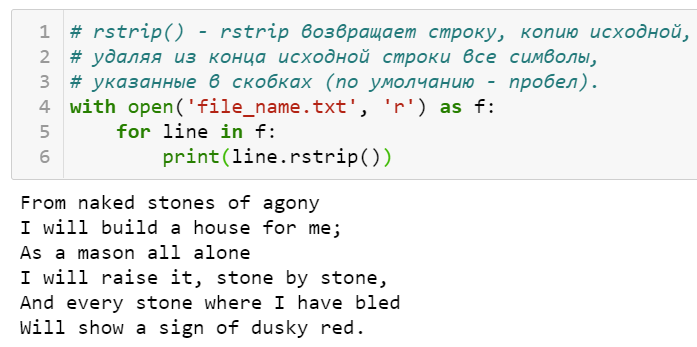 1 # rstrip() - rstrip возвращает строку, копию исходной,
2 # удаляя из конца исходной строки все символы,
3 # указанные в скобках (по умолчанию - пробел).
4 with open('file_name.txt', 'r') as f:
5     for line in f:
6         print(line.rstrip())
From naked stones of agony
I will build a house for me;
As a mason all alone
I will raise it, stone by stone,
And every stone where I have bled
Will show a sign of dusky red.